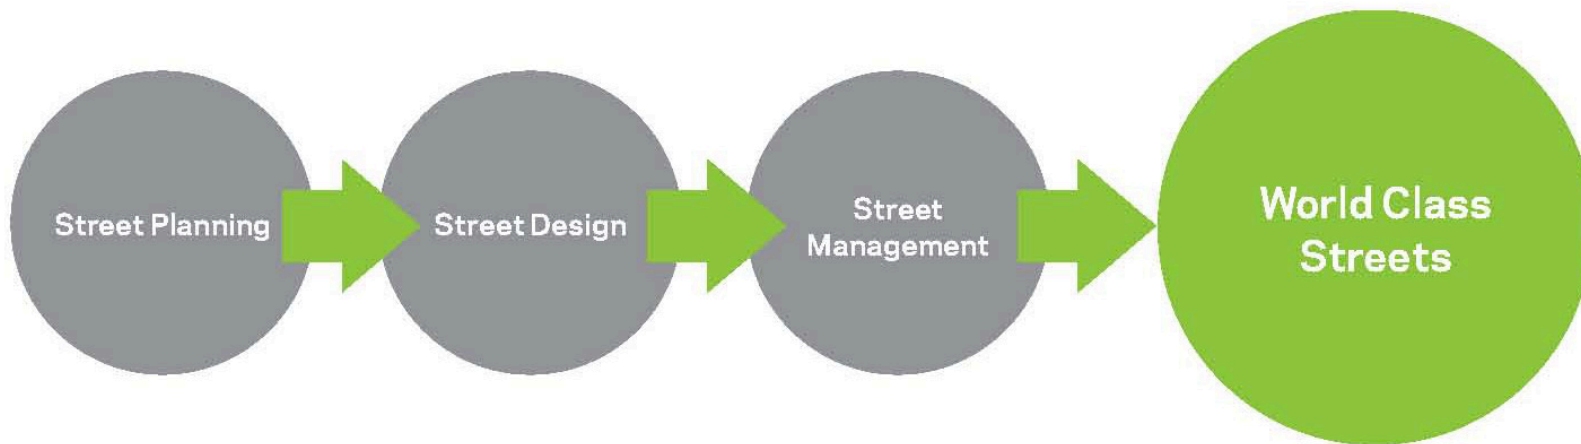 Street Planning
Street Design
Street
Management
World Class
Streets